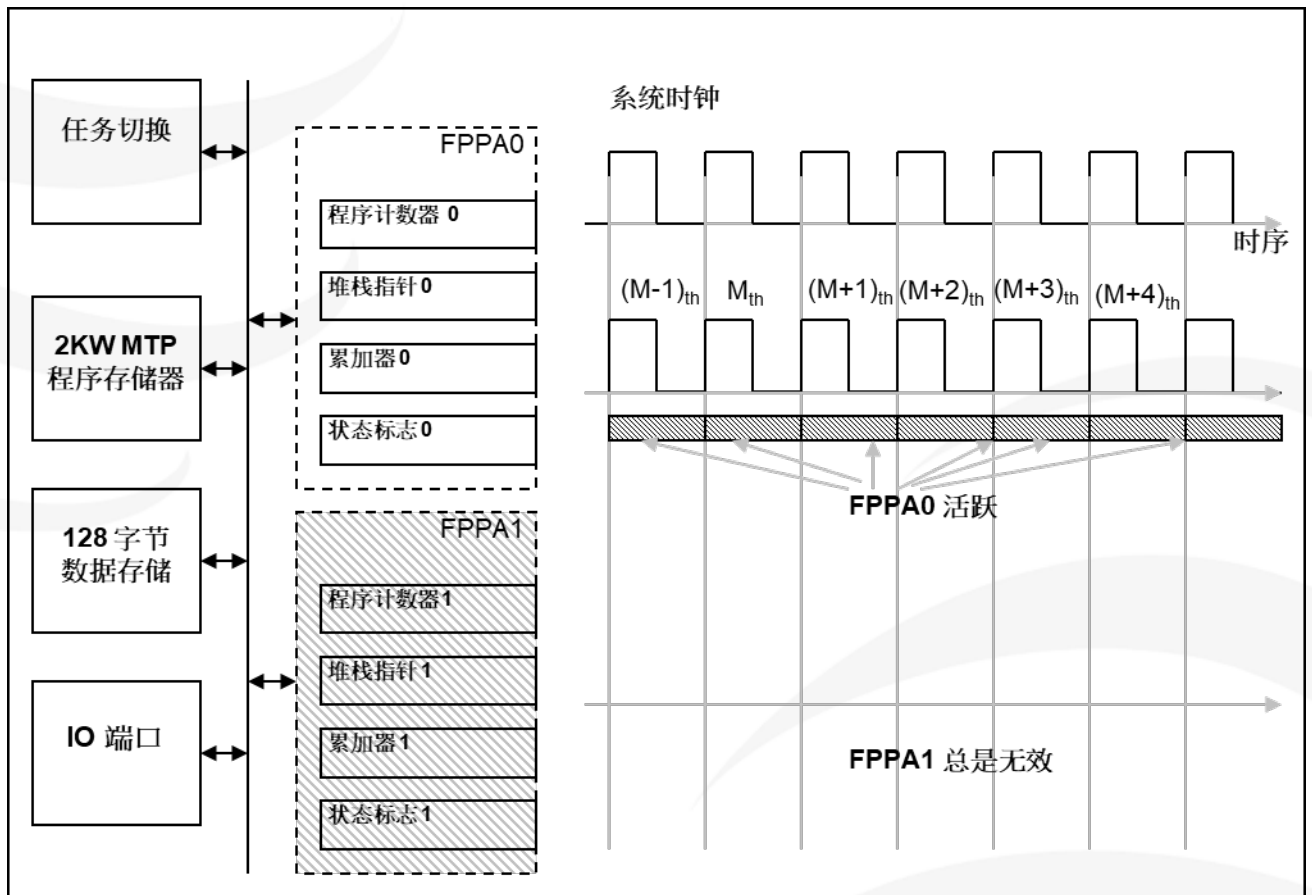 任务切换
2KW MTP
程序存储器
128 字节
数据存储
IO 端口
FPPA0
程序计数器 0
堆栈指针 0
累加器 0
状态标志 0
FPPA1
程序计数器 1
堆栈指针 1
累加器 1
状态标志 1
系统时钟
时序
(M-1)th Mth (M+1)th (M+2)th (M+3)th (M+4)th
FPPA0 活跃
FPPA1 总是无效